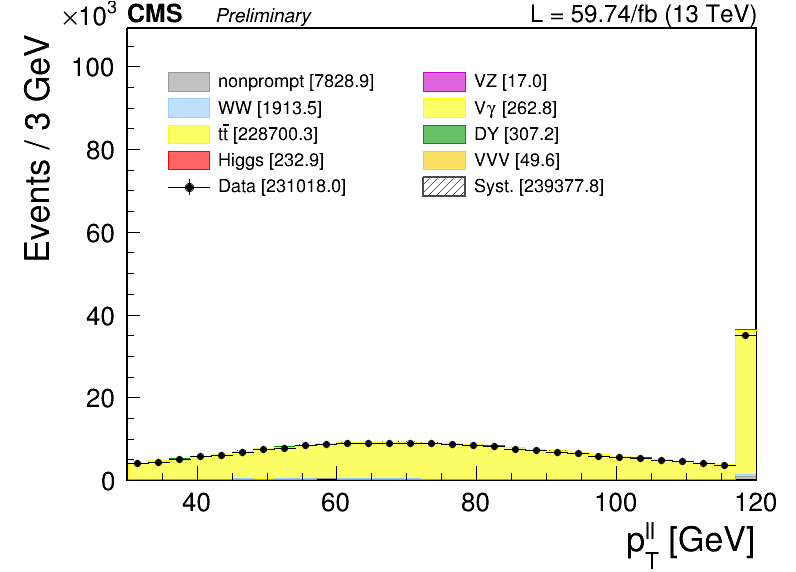 ×10³ CMS Preliminary L = 59.74/fb (13 TeV)
Events / 3 GeV
100
80
60
40
20
0
nonprompt [7828.9]
WW [1913.5]
tt̄ [228700.3]
Higgs [232.9]
Data [231018.0]
VZ [17.0]
Vγ [262.8]
DY [307.2]
VVV [49.6]
Syst. [239377.8]
40 60 80 100 120
p_T^ll [GeV]